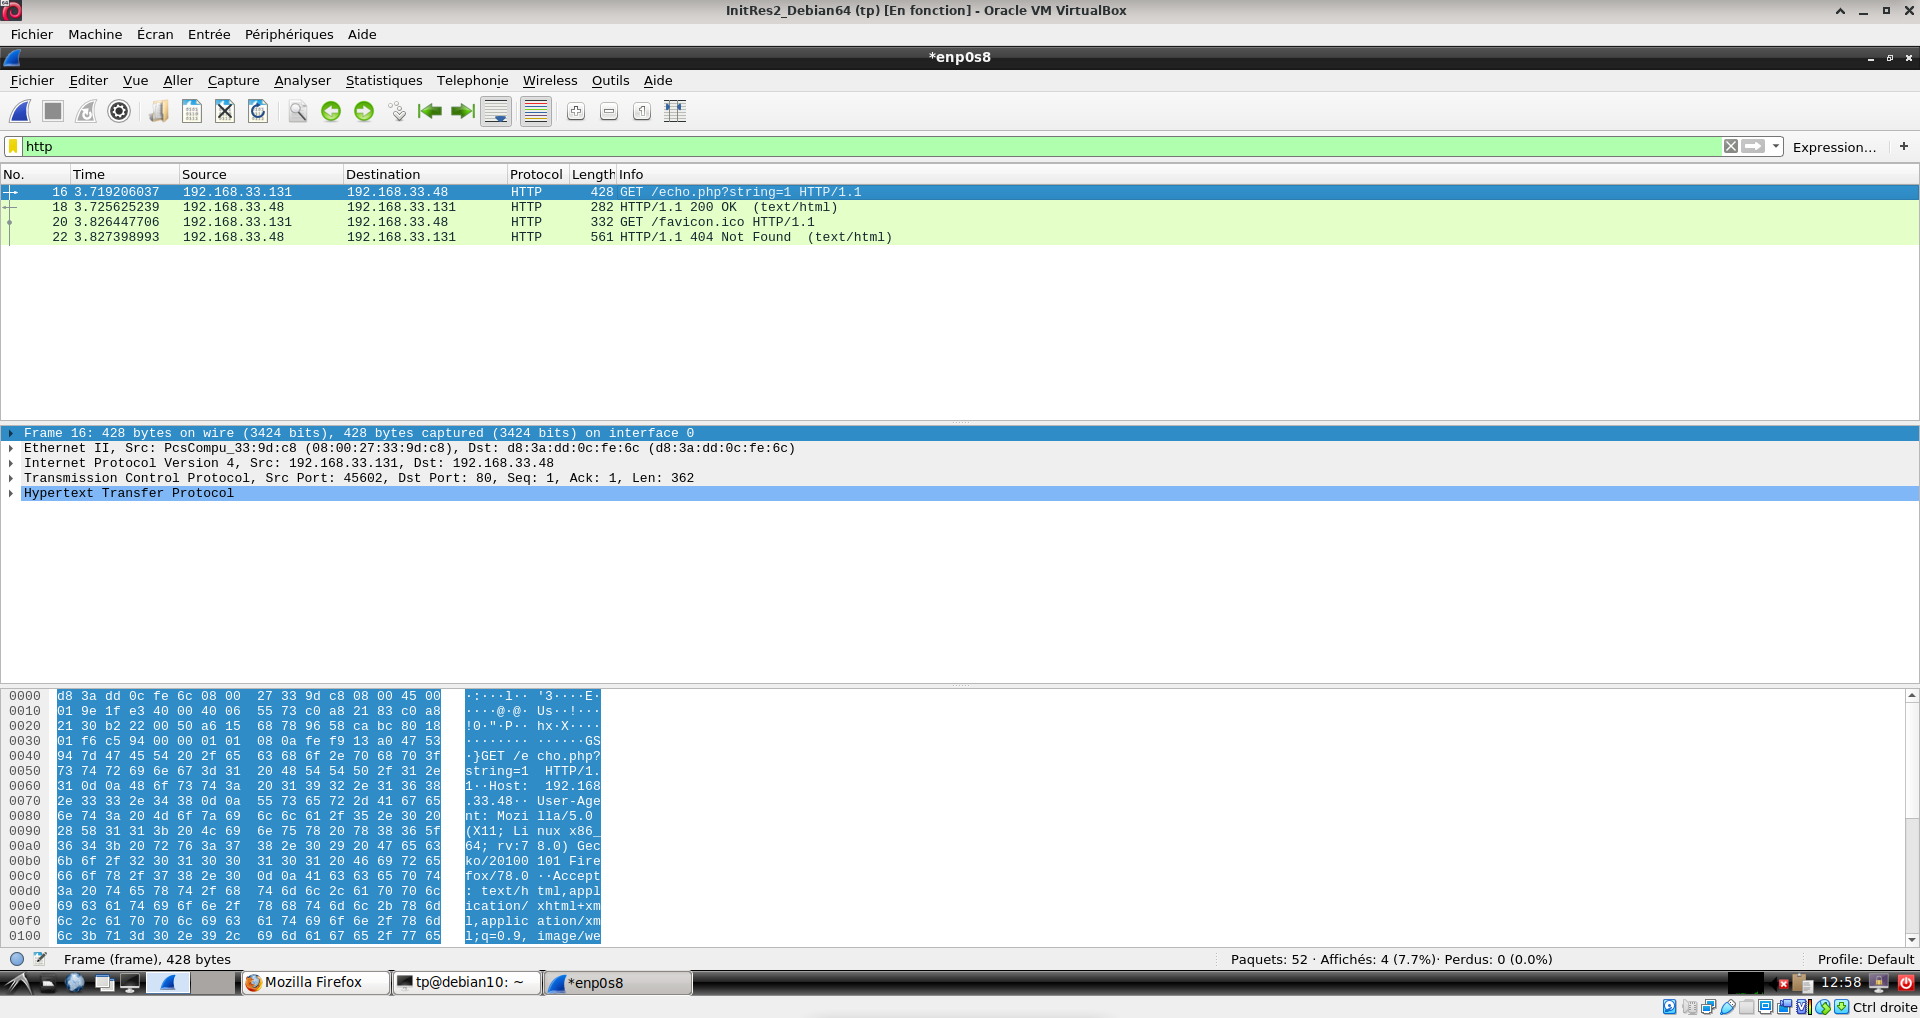 InitRes2_Debian64 (tp) [En fonction] - Oracle VM VirtualBox
Fichier Machine Écran Entrée Périphériques Aide
*enp0s8
Fichier Editer Vue Aller Capture Analyser Statistiques Telephonie Wireless Outils Aide
http Expression… +
No. Time Source Destination Protocol Length Info
16 3.719206037 192.168.33.131 192.168.33.48 HTTP 428 GET /echo.php?string=1 HTTP/1.1
18 3.725625239 192.168.33.48 192.168.33.131 HTTP 282 HTTP/1.1 200 OK (text/html)
20 3.826447706 192.168.33.131 192.168.33.48 HTTP 332 GET /favicon.ico HTTP/1.1
22 3.827398993 192.168.33.48 192.168.33.131 HTTP 561 HTTP/1.1 404 Not Found (text/html)
Frame 16: 428 bytes on wire (3424 bits), 428 bytes captured (3424 bits) on interface 0
Ethernet II, Src: PcsCompu_33:9d:c8 (08:00:27:33:9d:c8), Dst: d8:3a:dd:0c:fe:6c (d8:3a:dd:0c:fe:6c)
Internet Protocol Version 4, Src: 192.168.33.131, Dst: 192.168.33.48
Transmission Control Protocol, Src Port: 45602, Dst Port: 80, Seq: 1, Ack: 1, Len: 362
Hypertext Transfer Protocol
0000 d8 3a dd 0c fe 6c 08 00 27 33 9d c8 08 00 45 00 ·:···l·· '3····E·
0010 01 9e 1f e3 40 00 40 06 55 73 c0 a8 21 83 c0 a8 ····@·@· Us··!···
0020 21 30 b2 22 00 50 a6 15 68 78 96 58 ca bc 80 18 !0·"·P·· hx·X····
0030 01 f6 c5 94 00 00 01 01 08 0a fe f9 13 a0 47 53 ········ ······GS
0040 94 7d 47 45 54 20 2f 65 63 68 6f 2e 70 68 70 3f ·}GET /e cho.php?
0050 73 74 72 69 6e 67 3d 31 20 48 54 54 50 2f 31 2e string=1 HTTP/1.
0060 31 0d 0a 48 6f 73 74 3a 20 31 39 32 2e 31 36 38 1··Host: 192.168
0070 2e 33 33 2e 34 38 0d 0a 55 73 65 72 2d 41 67 65 .33.48·· User-Age
0080 6e 74 3a 20 4d 6f 7a 69 6c 6c 61 2f 35 2e 30 20 nt: Mozi lla/5.0
0090 28 58 31 31 3b 20 4c 69 6e 75 78 20 78 38 36 5f (X11; Li nux x86_
00a0 36 34 3b 20 72 76 3a 37 38 2e 30 29 20 47 65 63 64; rv:7 8.0) Gec
00b0 6b 6f 2f 32 30 31 30 30 31 30 31 20 46 69 72 65 ko/20100 101 Fire
00c0 66 6f 78 2f 37 38 2e 30 0d 0a 41 63 63 65 70 74 fox/78.0 ··Accept
00d0 3a 20 74 65 78 74 2f 68 74 6d 6c 2c 61 70 70 6c : text/h tml,appl
00e0 69 63 61 74 69 6f 6e 2f 78 68 74 6d 6c 2b 78 6d ication/ xhtml+xm
00f0 6c 2c 61 70 70 6c 69 63 61 74 69 6f 6e 2f 78 6d l,applic ation/xm
0100 6c 3b 71 3d 30 2e 39 2c 69 6d 61 67 65 2f 77 65 l;q=0.9, image/we
Frame (frame), 428 bytes Paquets: 52 · Affichés: 4 (7.7%)· Perdus: 0 (0.0%) Profile: Default
Mozilla Firefox tp@debian10: ~ *enp0s8 12:58
Ctrl droite